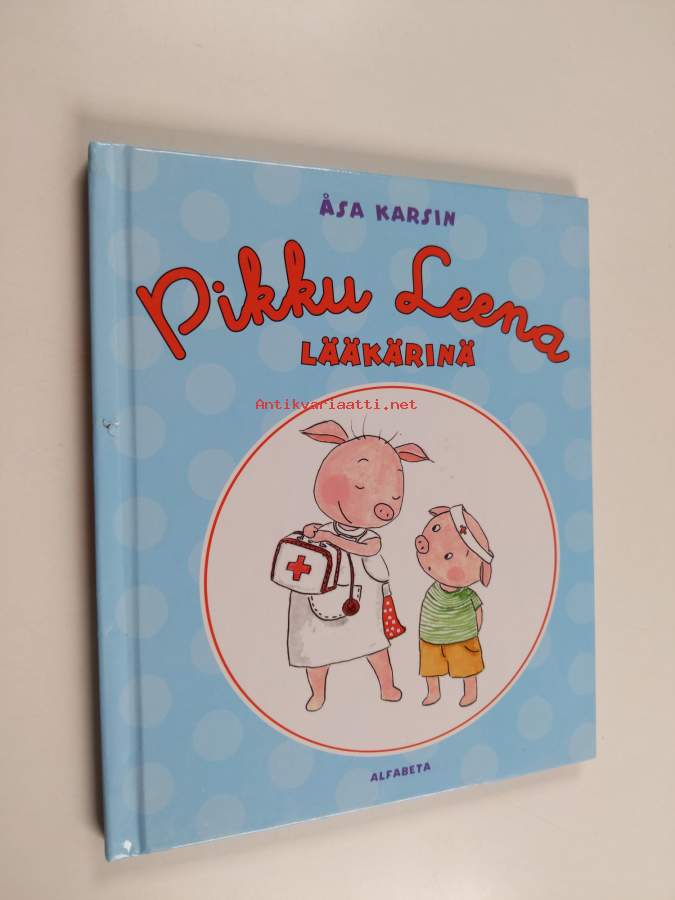 ÅSA KARSIN
Pikku Leena
LÄÄKÄRINÄ
Antikvariaatti.net
ALFABETA